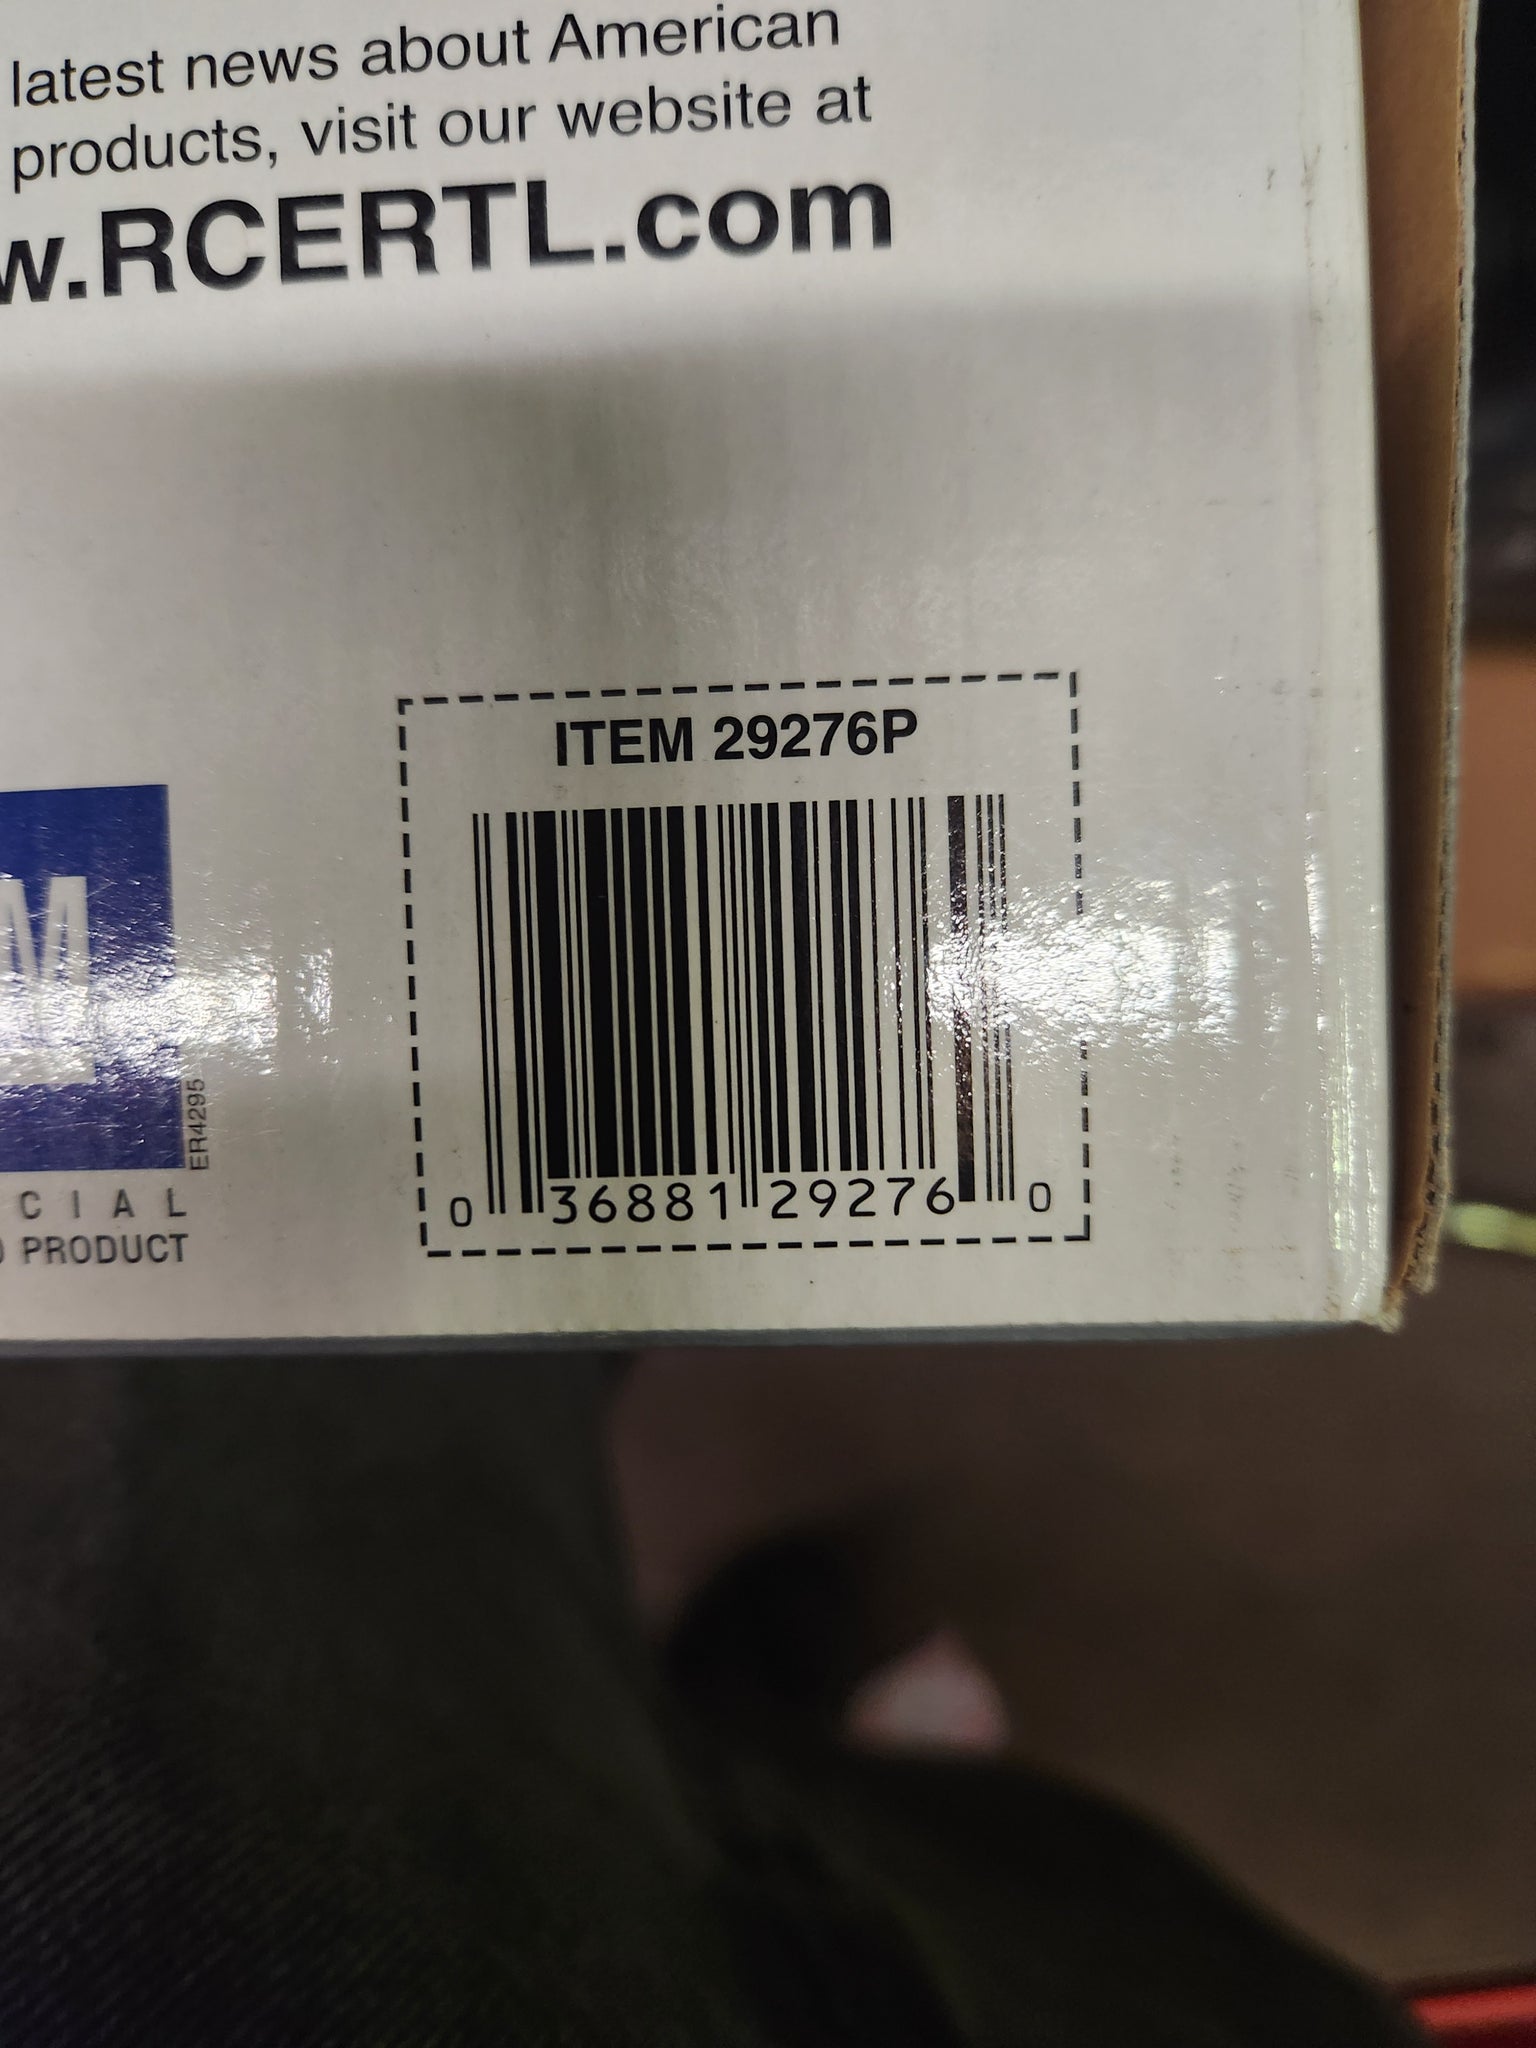 latest news about American
products, visit our website at
w.RCERTL.com
ITEM 29276P
M
ER4295
CIAL
PRODUCT
0 36881 29276 0